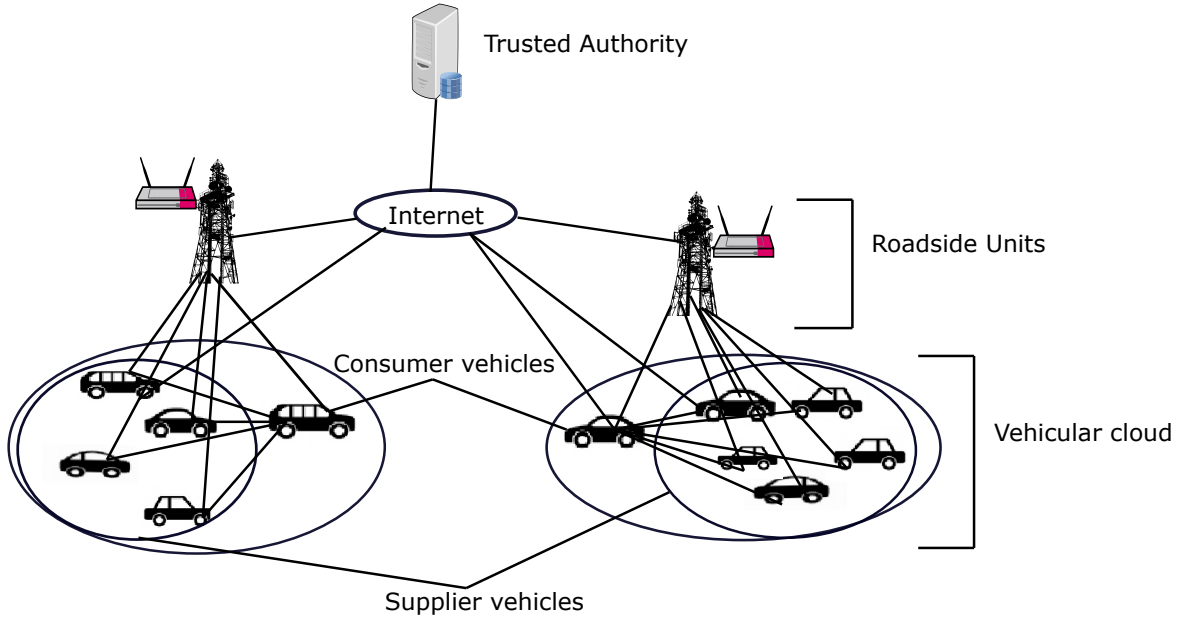 Trusted Authority
Internet
Roadside Units
Consumer vehicles
Vehicular cloud
Supplier vehicles